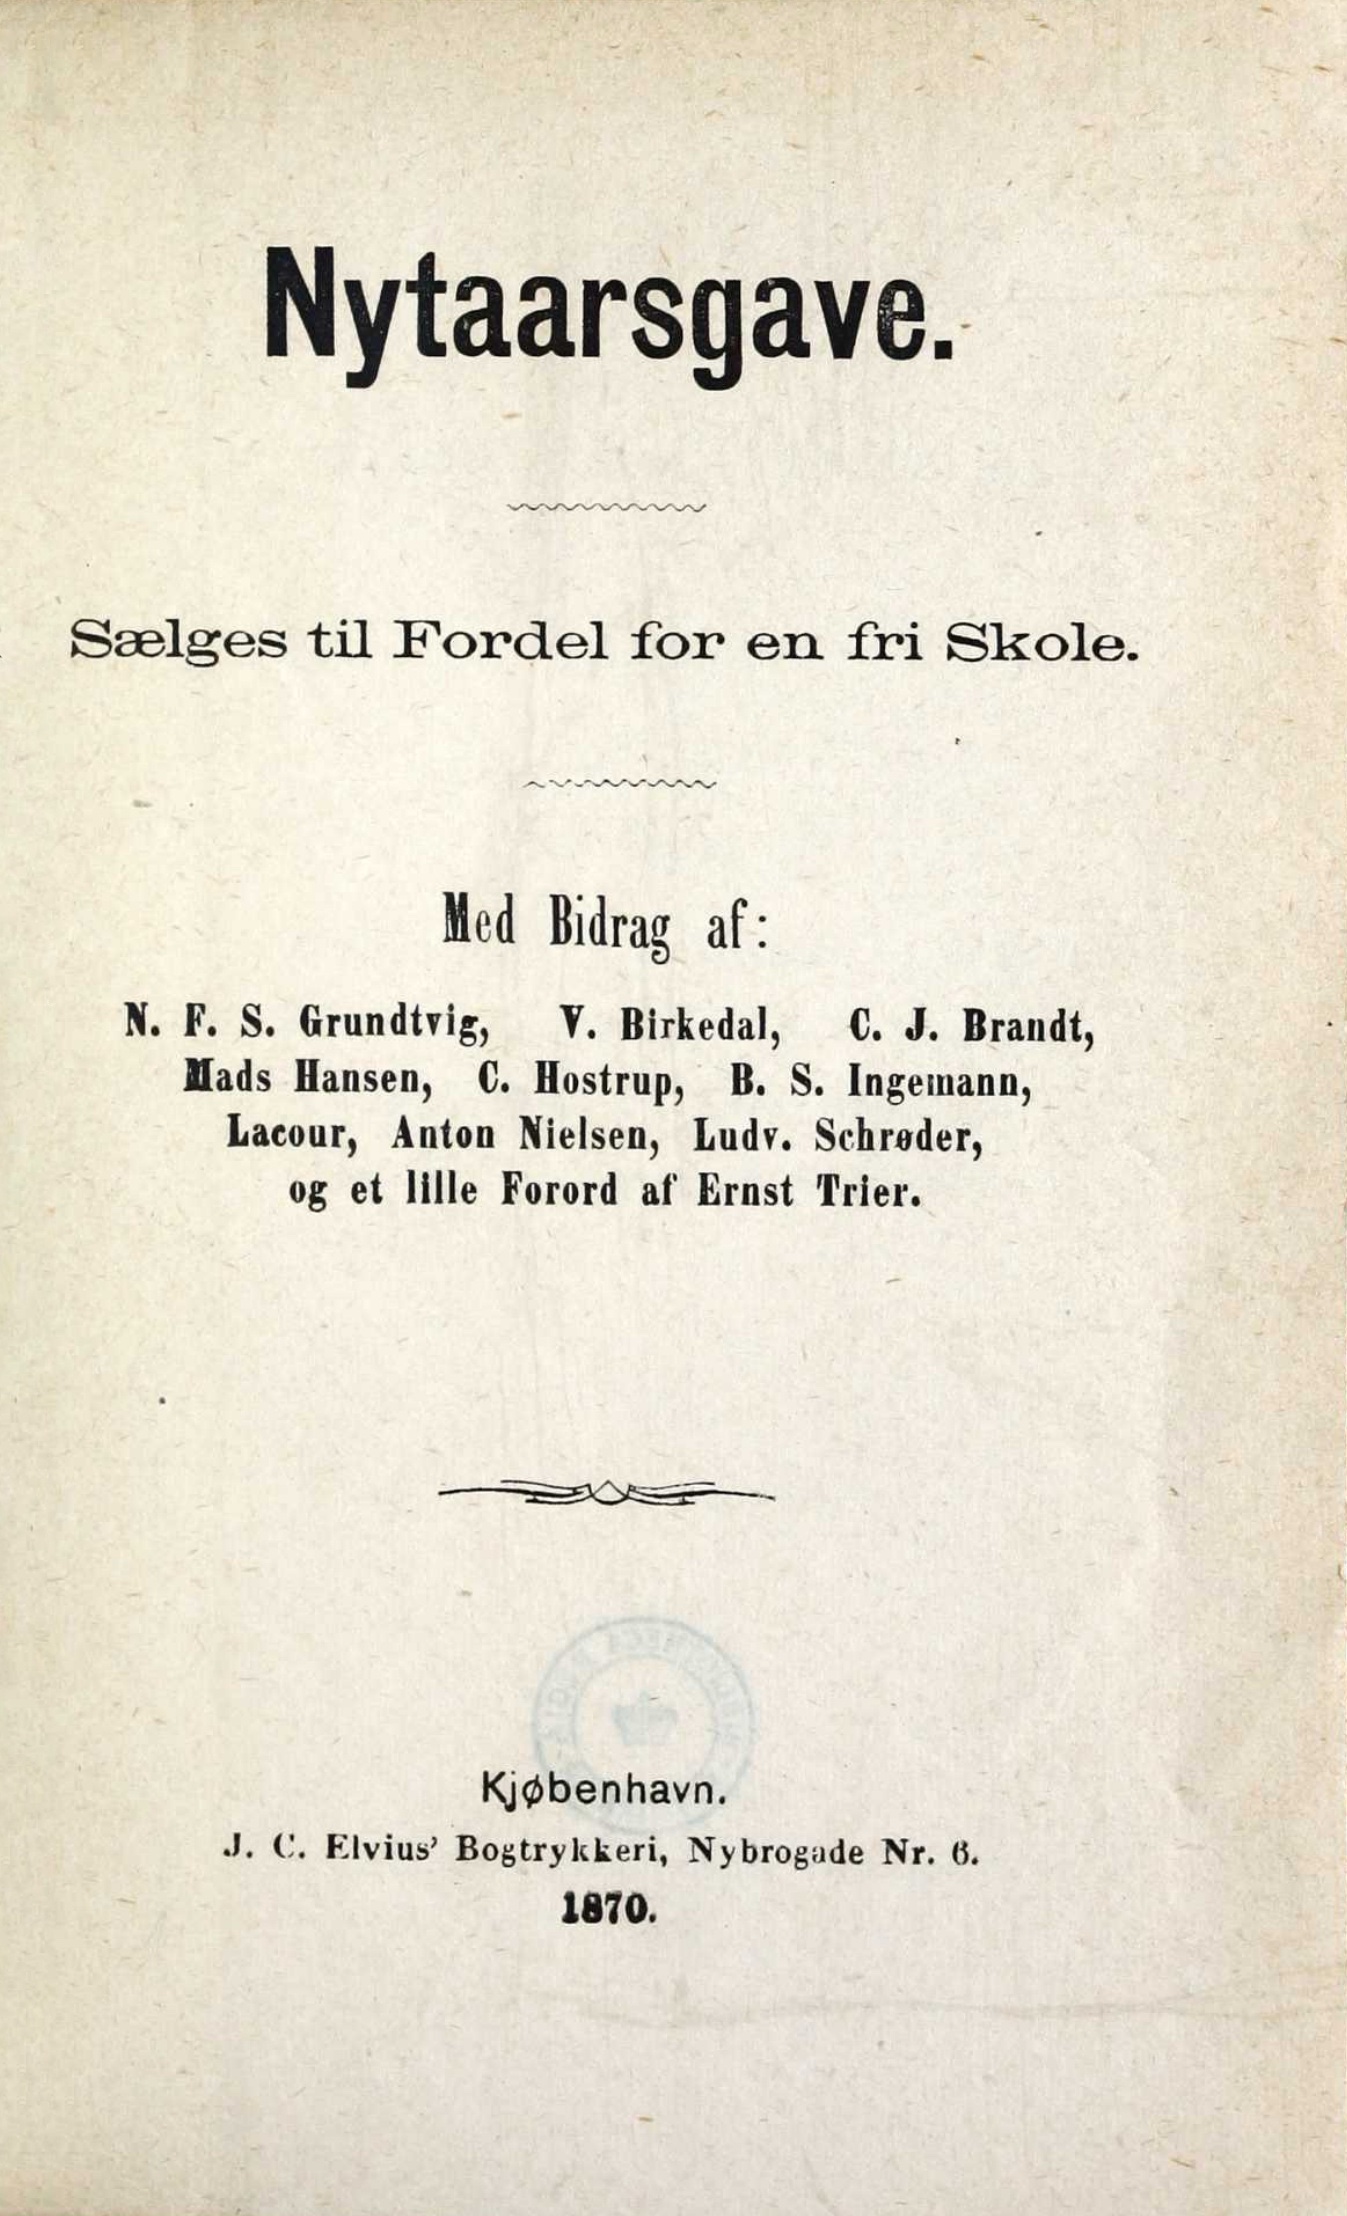 Nytaarsgave.
Sælges til Fordel for en fri Skole.
Med Bidrag af:
N. F. S. Grundtvig, V. Birkedal, C. J. Brandt,
Mads Hansen, C. Hostrup, B. S. Ingemann,
Lacour, Anton Nielsen, Ludv. Schrøder,
og et lille Forord af Ernst Trier.
Kjøbenhavn.
J. C. Elvius’ Bogtrykkeri, Nybrogade Nr. 6.
1870.